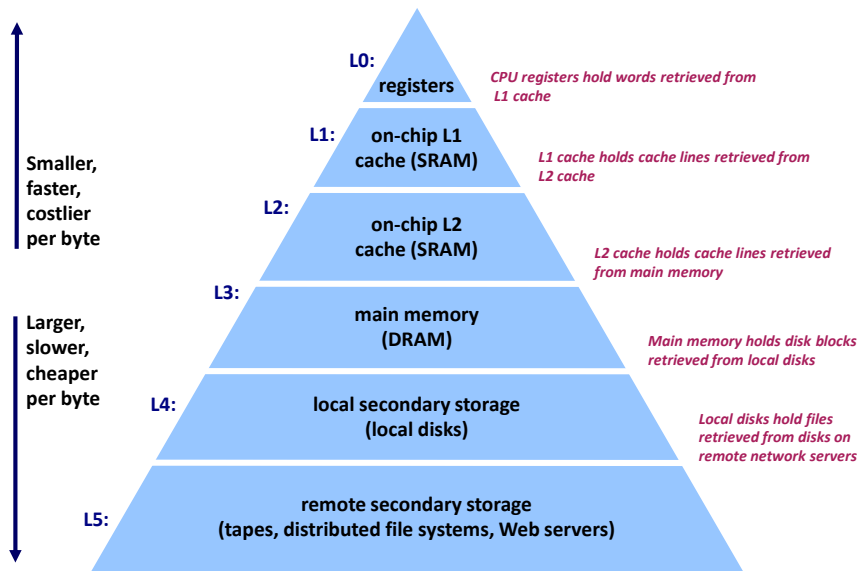 L0:
registers
CPU registers hold words retrieved from
L1 cache
L1:
on-chip L1
cache (SRAM)
L1 cache holds cache lines retrieved from
L2 cache
Smaller,
faster,
costlier
per byte
L2:
on-chip L2
cache (SRAM)
L2 cache holds cache lines retrieved
from main memory
L3:
main memory
(DRAM)
Larger,
slower,
cheaper
per byte
Main memory holds disk blocks
retrieved from local disks
L4:
local secondary storage
(local disks)
Local disks hold files
retrieved from disks on
remote network servers
L5:
remote secondary storage
(tapes, distributed file systems, Web servers)